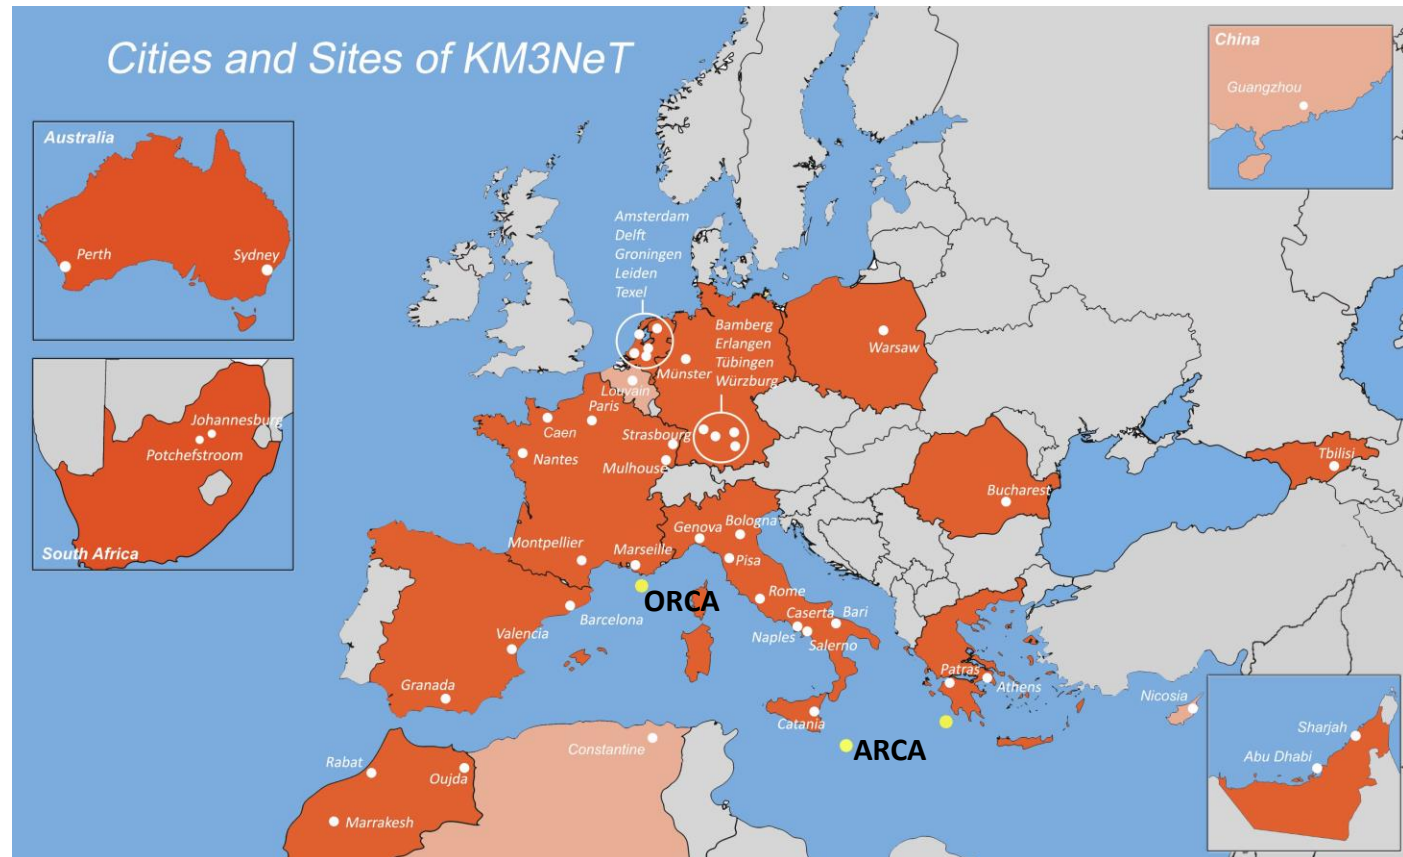 Cities and Sites of KM3NeT
China
Guangzhou
Australia
Perth
Sydney
Amsterdam
Delft
Groningen
Leiden
Texel
Bamberg
Erlangen
Tübingen
Würzburg
Warsaw
Münster
Louvain
Paris
Caen
Strasbourg
Nantes
Mulhouse
Johannesburg
Potchefstroom
South Africa
Tbilisi
Bucharest
Genova
Bologna
Montpellier
Marseille
Pisa
ORCA
Rome
Barcelona
Caserta
Bari
Naples
Salerno
Valencia
Granada
Patras
Athens
Nicosia
Catania
Sharjah
Abu Dhabi
Constantine
ARCA
Rabat
Oujda
Marrakesh